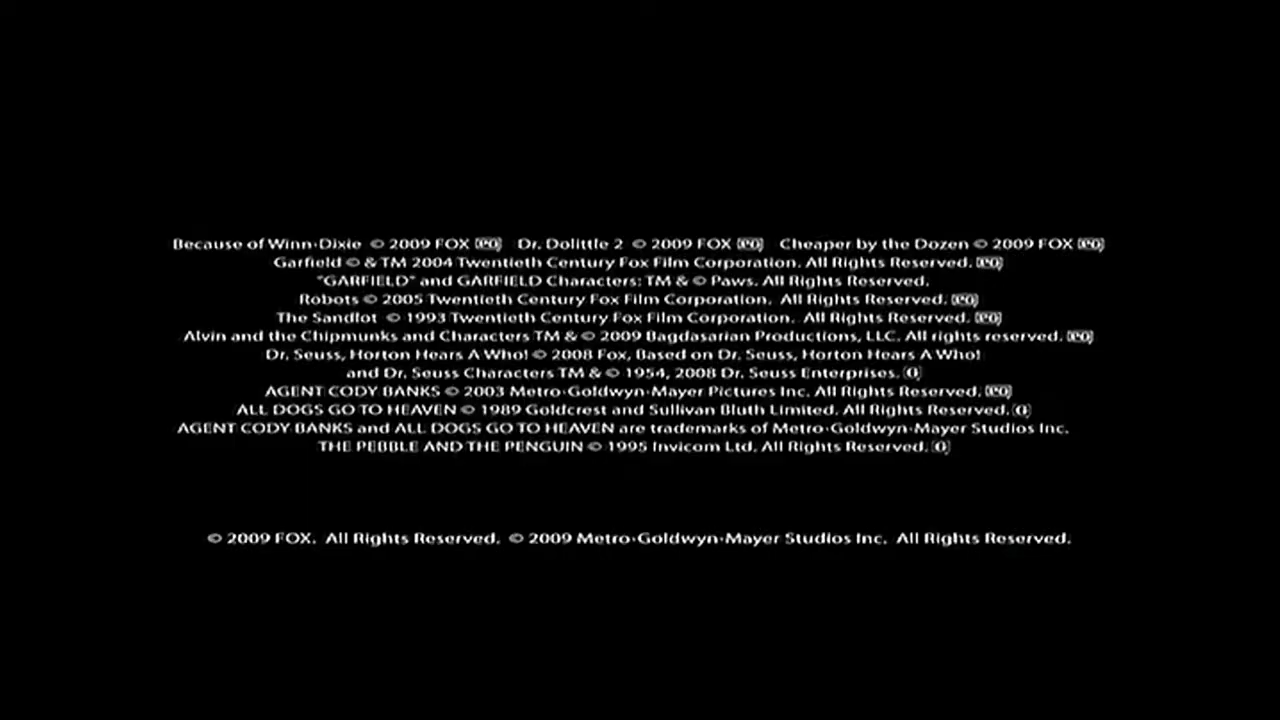 Because of Winn-Dixie © 2009 FOX PG Dr. Dolittle 2 © 2009 FOX PG Cheaper by the Dozen © 2009 FOX PG
Garfield © & TM 2004 Twentieth Century Fox Film Corporation. All Rights Reserved. PG
"GARFIELD" and GARFIELD Characters: TM & © Paws. All Rights Reserved.
Robots © 2005 Twentieth Century Fox Film Corporation. All Rights Reserved. PG
The Sandlot © 1993 Twentieth Century Fox Film Corporation. All Rights Reserved. PG
Alvin and the Chipmunks and Characters TM & © 2009 Bagdasarian Productions, LLC. All rights reserved. PG
Dr. Seuss, Horton Hears A Who! © 2008 Fox, Based on Dr. Seuss, Horton Hears A Who!
and Dr. Seuss Characters TM & © 1954, 2008 Dr. Seuss Enterprises. G
AGENT CODY BANKS © 2003 Metro-Goldwyn-Mayer Pictures Inc. All Rights Reserved. PG
ALL DOGS GO TO HEAVEN © 1989 Goldcrest and Sullivan Bluth Limited. All Rights Reserved. G
AGENT CODY BANKS and ALL DOGS GO TO HEAVEN are trademarks of Metro-Goldwyn-Mayer Studios Inc.
THE PEBBLE AND THE PENGUIN © 1995 Invicom Ltd. All Rights Reserved. G
© 2009 FOX. All Rights Reserved. © 2009 Metro-Goldwyn-Mayer Studios Inc. All Rights Reserved.